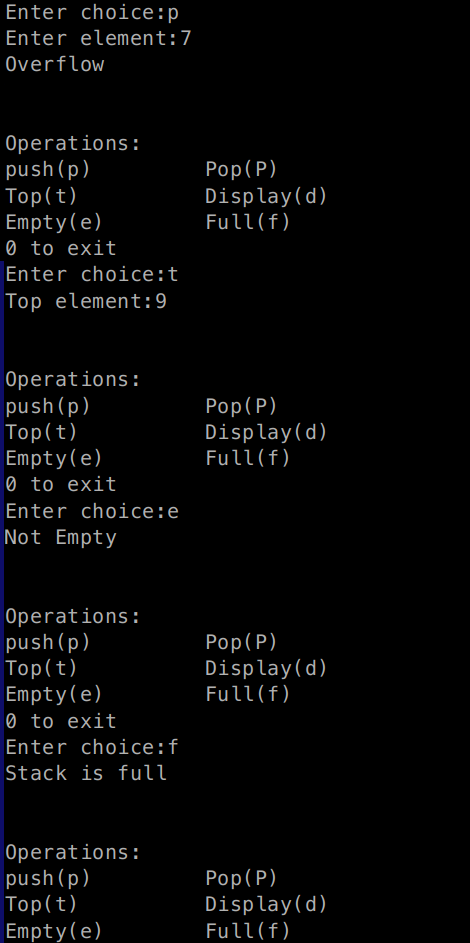 Enter choice:p
Enter element:7
Overflow
Operations:
push(p) Pop(P)
Top(t) Display(d)
Empty(e) Full(f)
0 to exit
Enter choice:t
Top element:9
Operations:
push(p) Pop(P)
Top(t) Display(d)
Empty(e) Full(f)
0 to exit
Enter choice:e
Not Empty
Operations:
push(p) Pop(P)
Top(t) Display(d)
Empty(e) Full(f)
0 to exit
Enter choice:f
Stack is full
Operations:
push(p) Pop(P)
Top(t) Display(d)
Empty(e) Full(f)